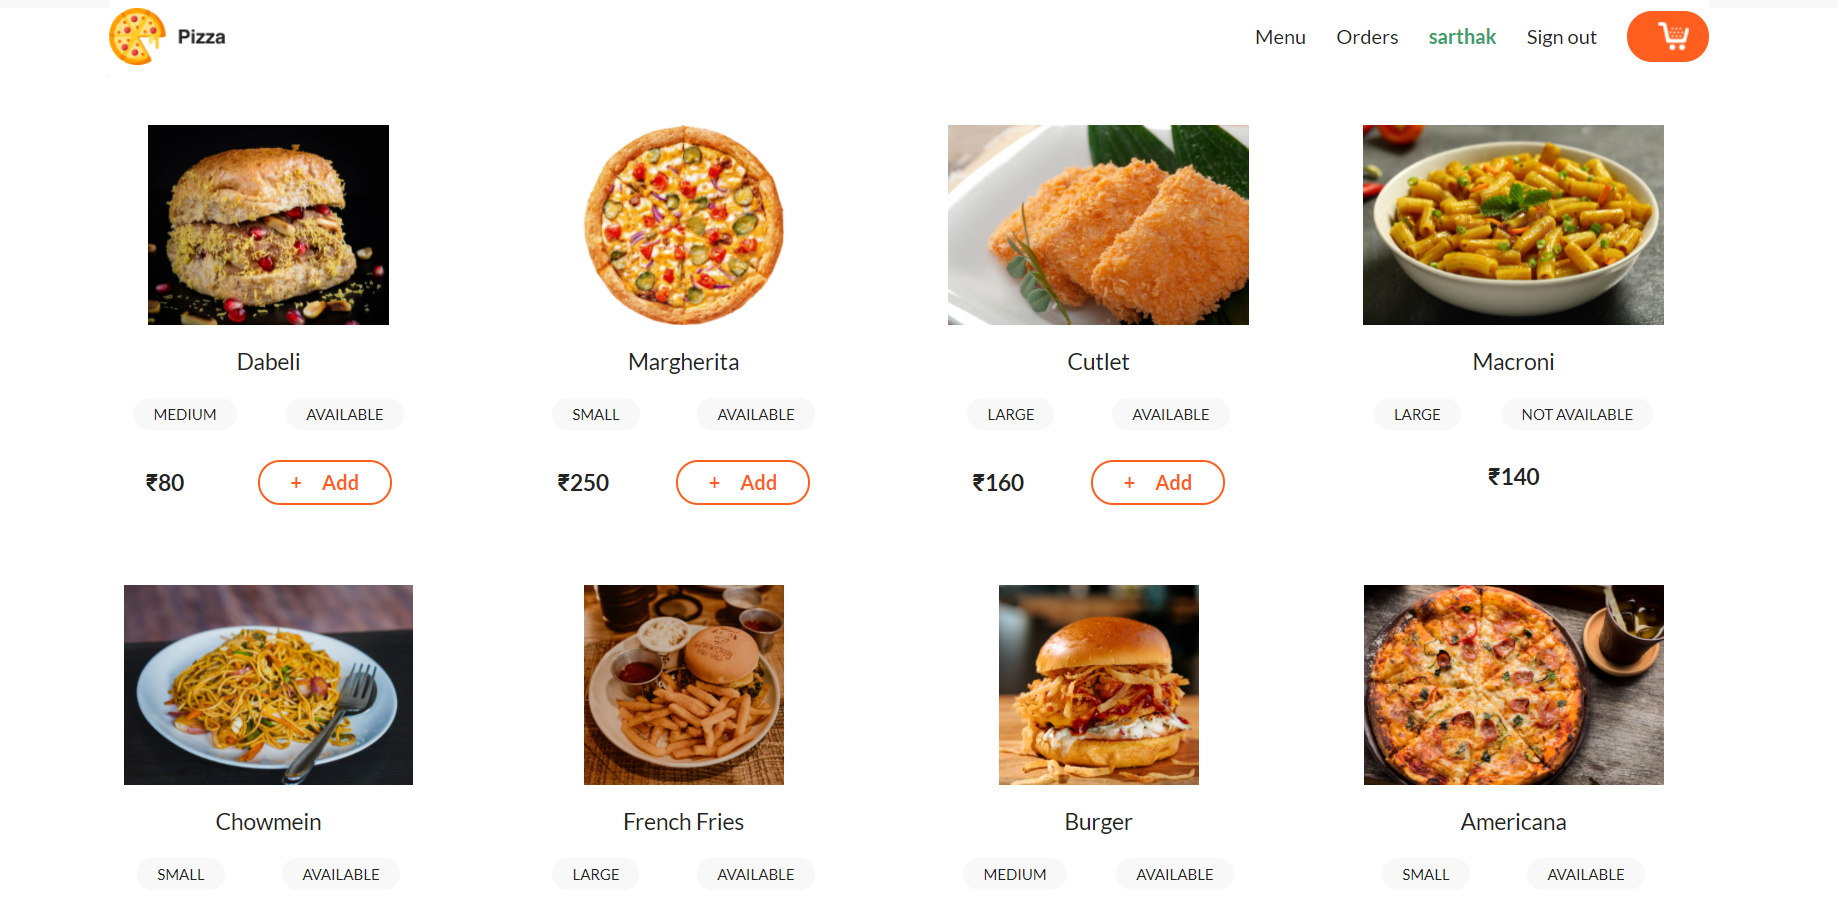 Pizza
Menu Orders sarthak Sign out
Dabeli Margherita Cutlet Macroni
MEDIUM AVAILABLE SMALL AVAILABLE LARGE AVAILABLE LARGE NOT AVAILABLE
₹80 + Add ₹250 + Add ₹160 + Add ₹140
Chowmein French Fries Burger Americana
SMALL AVAILABLE LARGE AVAILABLE MEDIUM AVAILABLE SMALL AVAILABLE